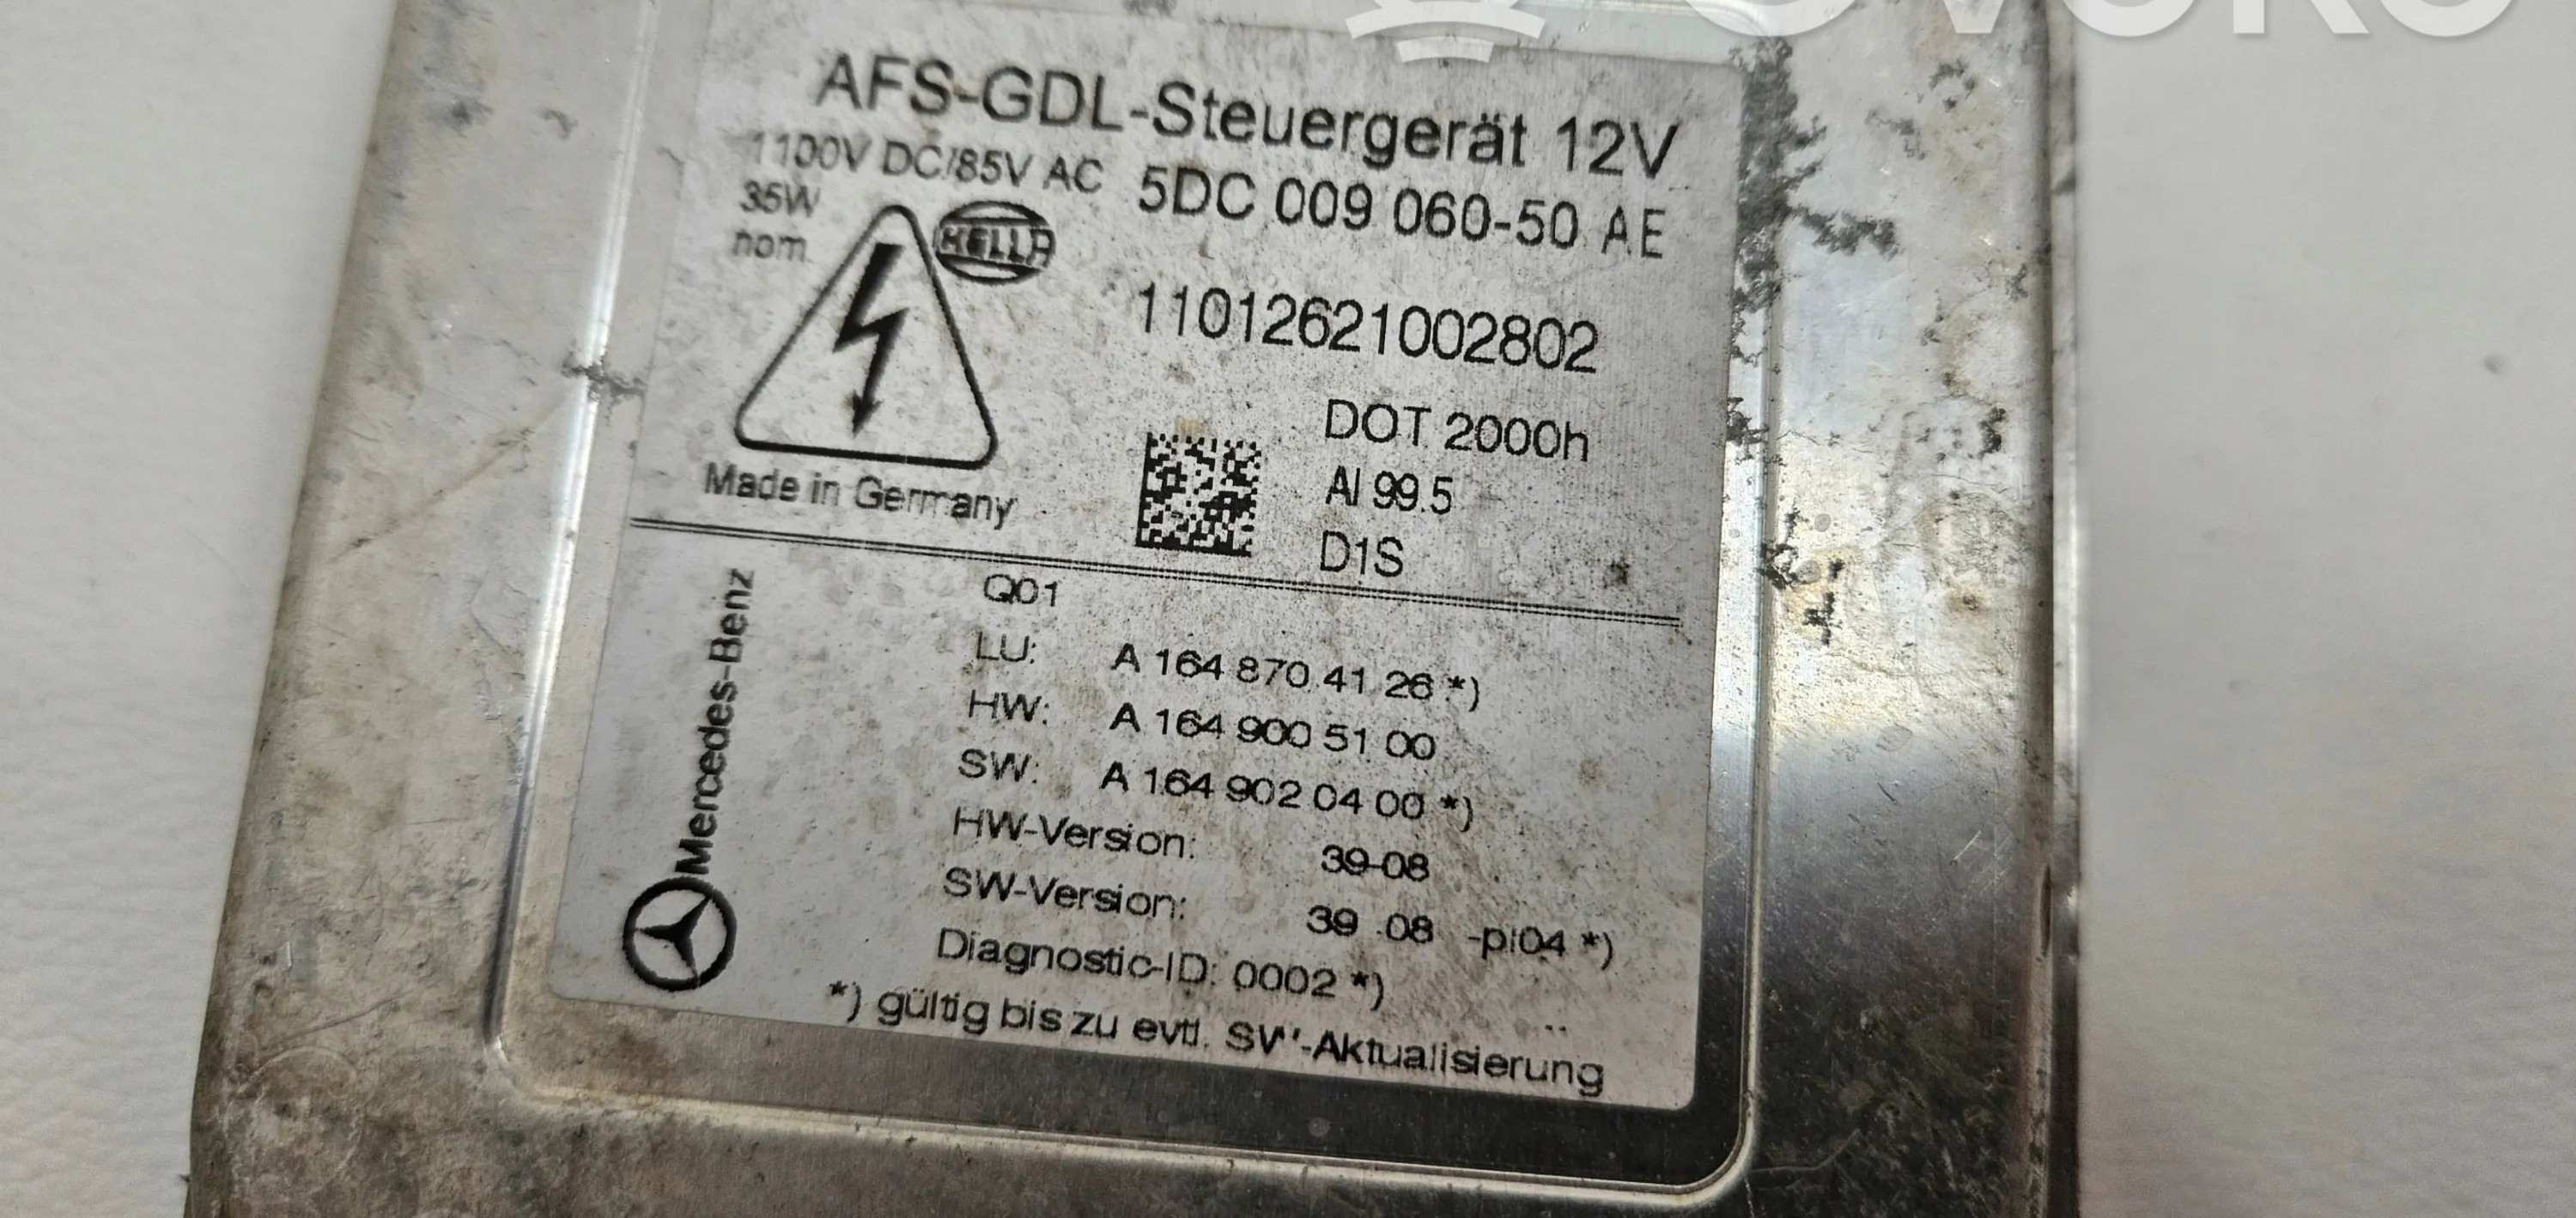 OVOKO
AFS-GDL-Steuergerät 12V
1100V DC/85V AC 5DC 009 060-50 AE
35W
nom.
HELLA
11012621002802
DOT 2000h
Al 99.5
D1S
Made in Germany
Mercedes-Benz
Q01
LU: A 164 870 41 26 *)
HW: A 164 900 51 00
SW: A 164 902 04 00 *)
HW-Version: 39-08
SW-Version: 39 08 -pl04 *)
Diagnostic-ID: 0002 *)
*) gültig bis zu evtl. SW-Aktualisierung